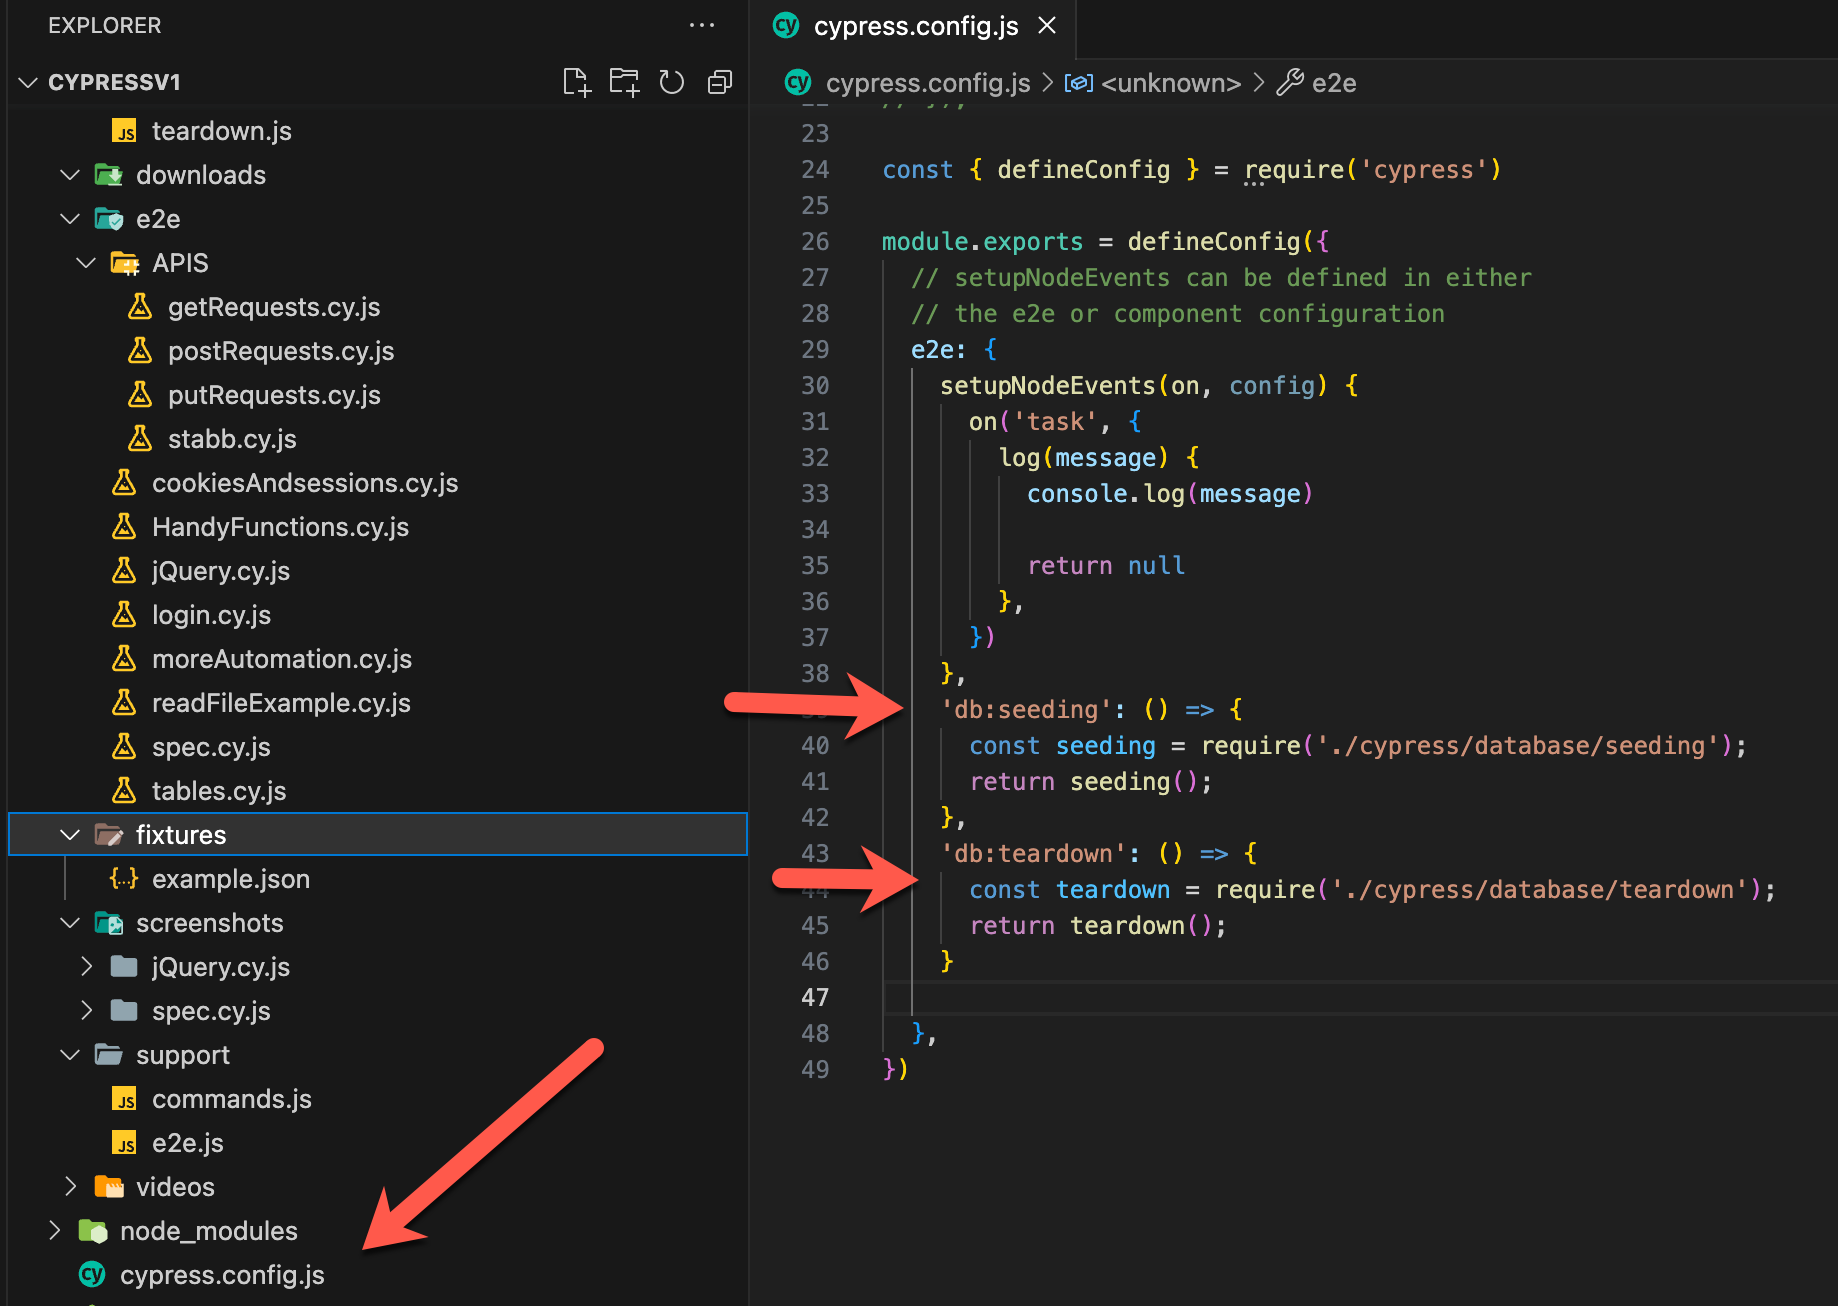 EXPLORER
CYPRESSV1
teardown.js
downloads
e2e
APIS
getRequests.cy.js
postRequests.cy.js
putRequests.cy.js
stabb.cy.js
cookiesAndsessions.cy.js
HandyFunctions.cy.js
jQuery.cy.js
login.cy.js
moreAutomation.cy.js
readFileExample.cy.js
spec.cy.js
tables.cy.js
fixtures
example.json
screenshots
jQuery.cy.js
spec.cy.js
support
commands.js
e2e.js
videos
node_modules
cypress.config.js
cypress.config.js
cypress.config.js > <unknown> > e2e
23
24 const { defineConfig } = require('cypress')
25
26 module.exports = defineConfig({
27 // setupNodeEvents can be defined in either
28 // the e2e or component configuration
29 e2e: {
30 setupNodeEvents(on, config) {
31 on('task', {
32 log(message) {
33 console.log(message)
34
35 return null
36 },
37 })
38 },
'db:seeding': () => {
40 const seeding = require('./cypress/database/seeding');
41 return seeding();
42 },
43 'db:teardown': () => {
const teardown = require('./cypress/database/teardown');
45 return teardown();
46 }
47
48 },
49 })